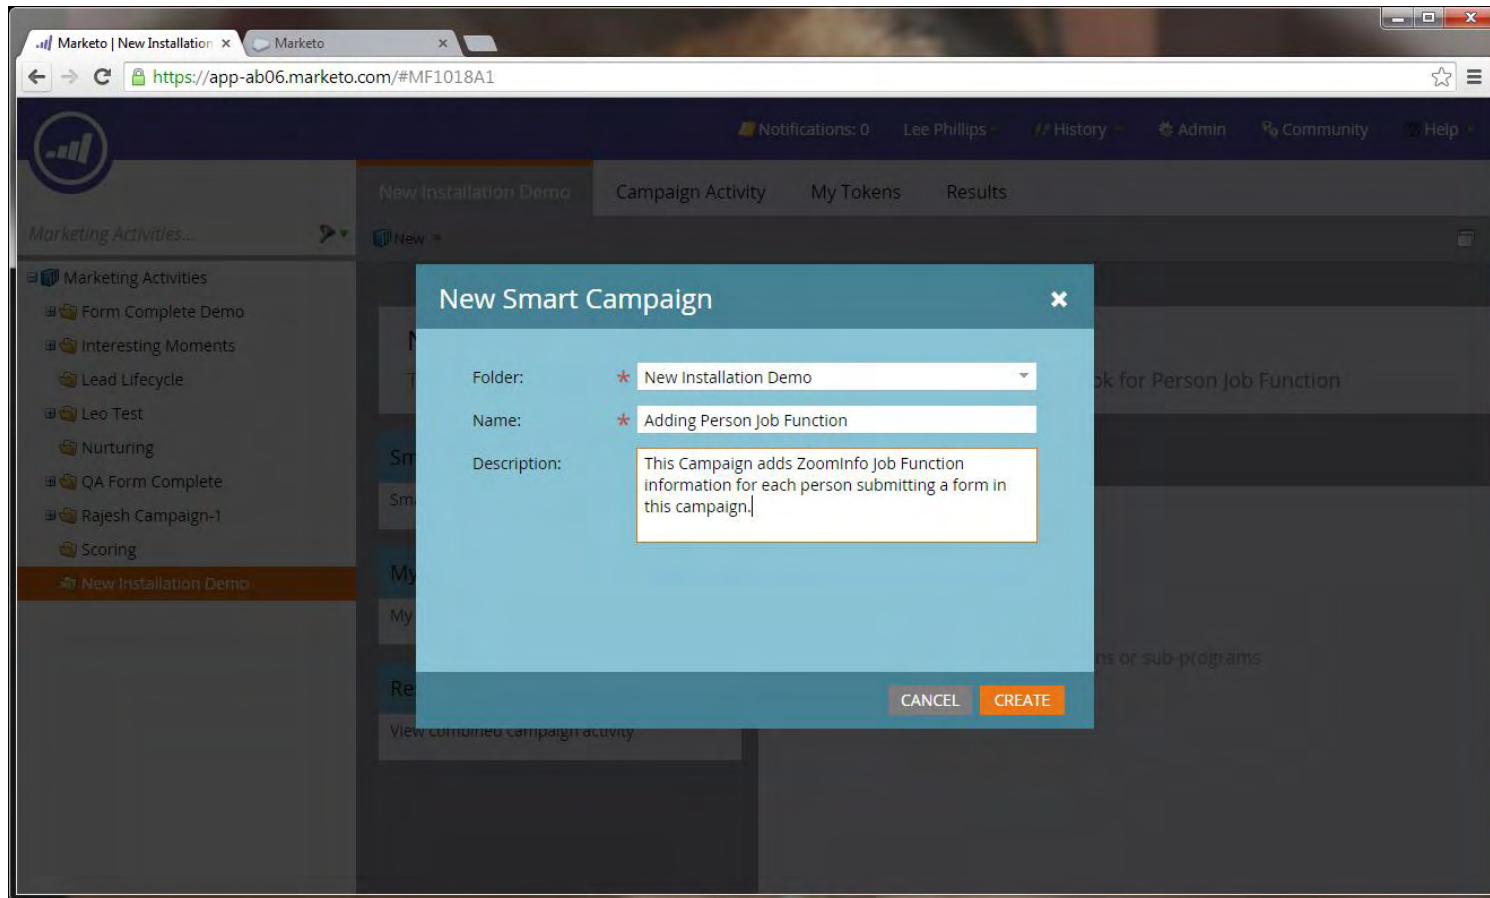 Marketo | New Installation
Marketo
https://app-ab06.marketo.com/#MF1018A1
Notifications: 0
Lee Phillips
History
Admin
Community
Help
New Installation Demo
Campaign Activity
My Tokens
Results
Marketing Activities...
New
Marketing Activities
Form Complete Demo
Interesting Moments
Lead Lifecycle
Leo Test
Nurturing
QA Form Complete
Rajesh Campaign-1
Scoring
New Installation Demo
New Smart Campaign
Folder:
* New Installation Demo
Name:
* Adding Person Job Function
Description:
This Campaign adds ZoomInfo Job Function
information for each person submitting a form in
this campaign.
CANCEL
CREATE
for Person Job Function
My
My
or sub-programs
View combined campaign activity